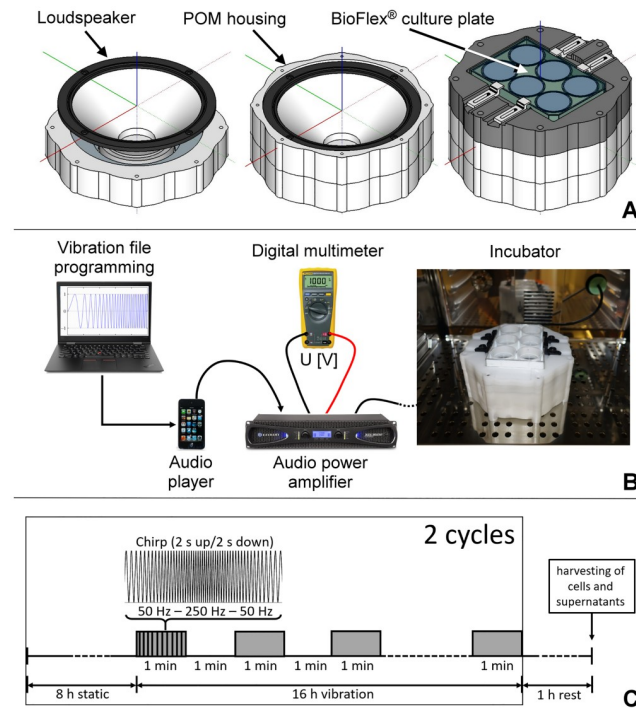 Loudspeaker
POM housing
BioFlex® culture plate
A
Vibration file
programming
Digital multimeter
Incubator
1000
U [V]
Audio
player
Audio power
amplifier
B
2 cycles
Chirp (2 s up/2 s down)
50 Hz – 250 Hz – 50 Hz
harvesting of
cells and
supernatants
1 min 1 min 1 min 1 min 1 min 1 min
8 h static
16 h vibration
1 h rest
C